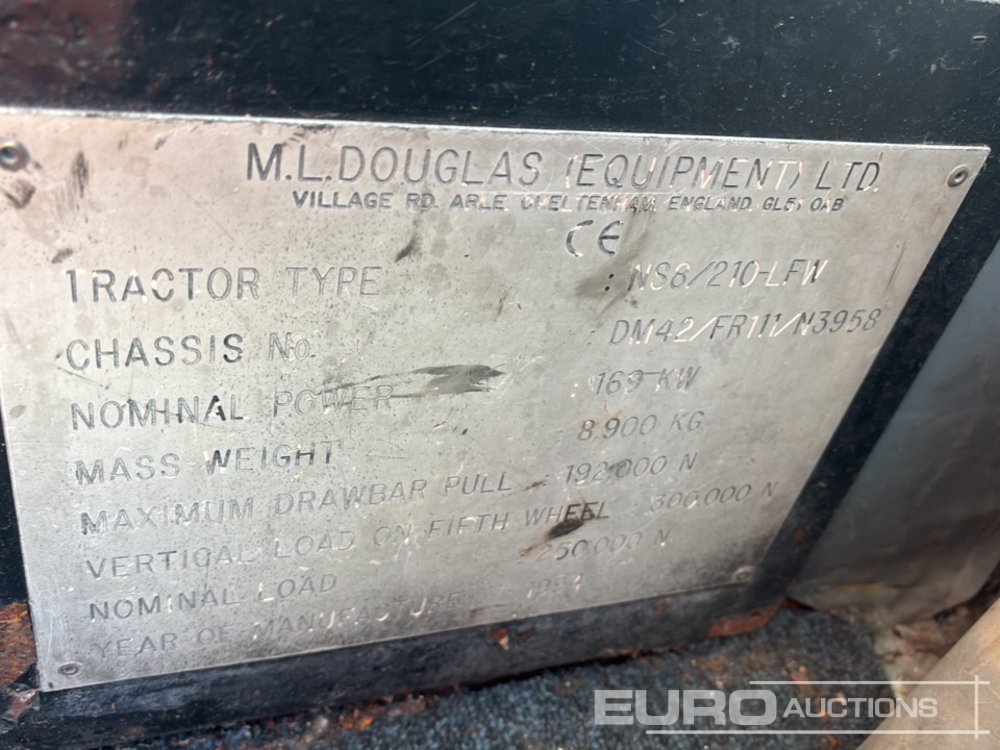 M.L.DOUGLAS (EQUIPMENT) LTD.
VILLAGE RD. ARLE, CHELTENHAM, ENGLAND. GL51 0AB
CE
TRACTOR TYPE : NS6/210-LFW
CHASSIS No. : DM42/FR111/N3958
NOMINAL POWER : 169 KW
MASS WEIGHT : 8.900 KG
MAXIMUM DRAWBAR PULL : 192.000 N
VERTICAL LOAD ON FIFTH WHEEL : 300.000 N
NOMINAL LOAD : 250.000 N
YEAR OF MANUFACTURE
EURO AUCTIONS